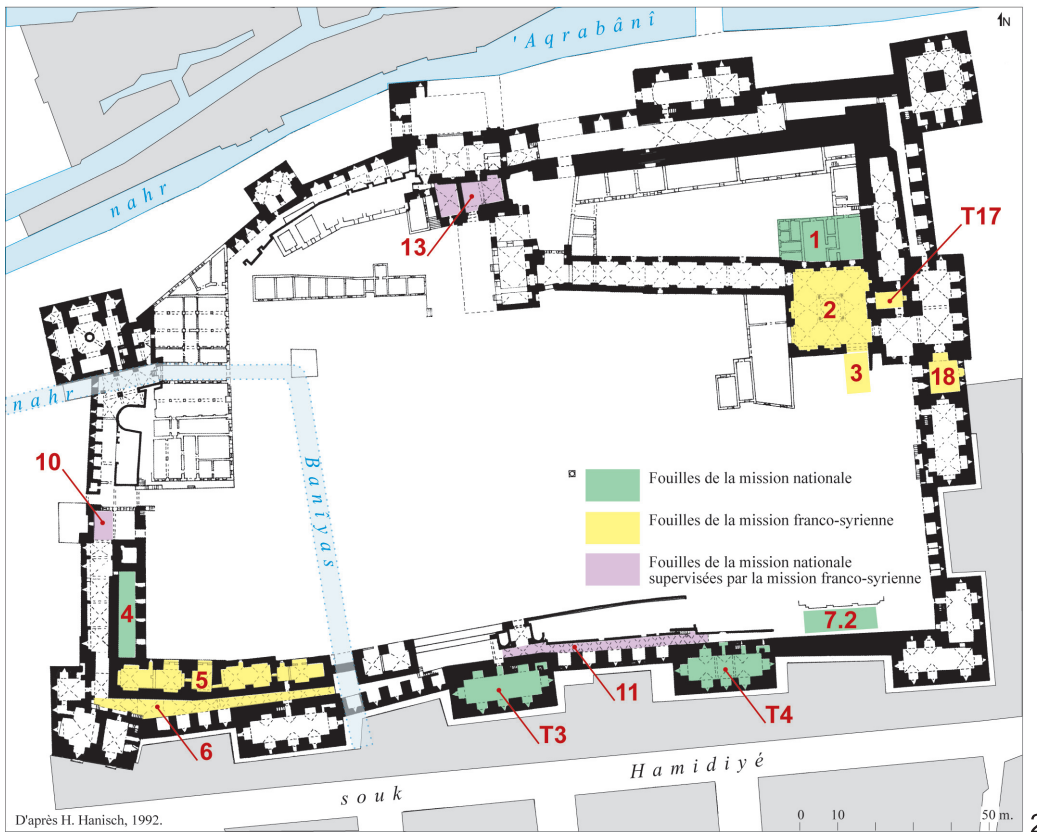 1N
'Aqrabânî
nahr
13
1
T17
2
3
18
nahr
10
Baniyas
Fouilles de la mission nationale
Fouilles de la mission franco-syrienne
Fouilles de la mission nationale
supervisées par la mission franco-syrienne
4
7.2
5
11
6
T3
T4
Hamidiyé
souk
D'après H. Hanisch, 1992.
0 10 50 m.
2